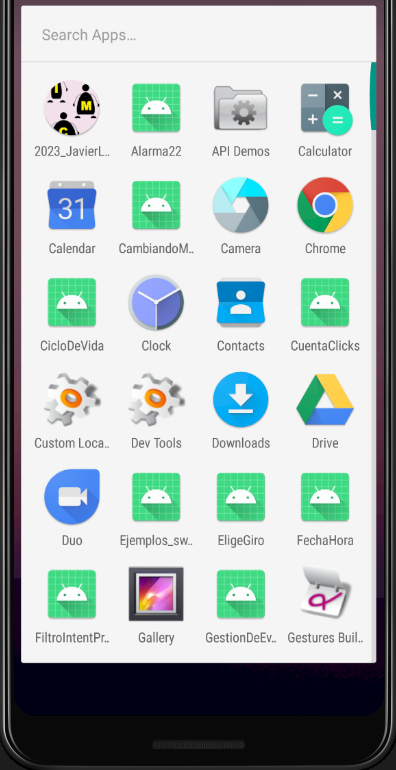 Search Apps...
I
M
C
2023_JavierL..
Alarma22
API Demos
Calculator
31
Calendar
CambiandoM..
Camera
Chrome
CicloDeVida
Clock
Contacts
CuentaClicks
Custom Loca..
Dev Tools
Downloads
Drive
Duo
Ejemplos_sw..
EligeGiro
FechaHora
FiltroIntentPr..
Gallery
GestionDeEv..
Gestures Buil..